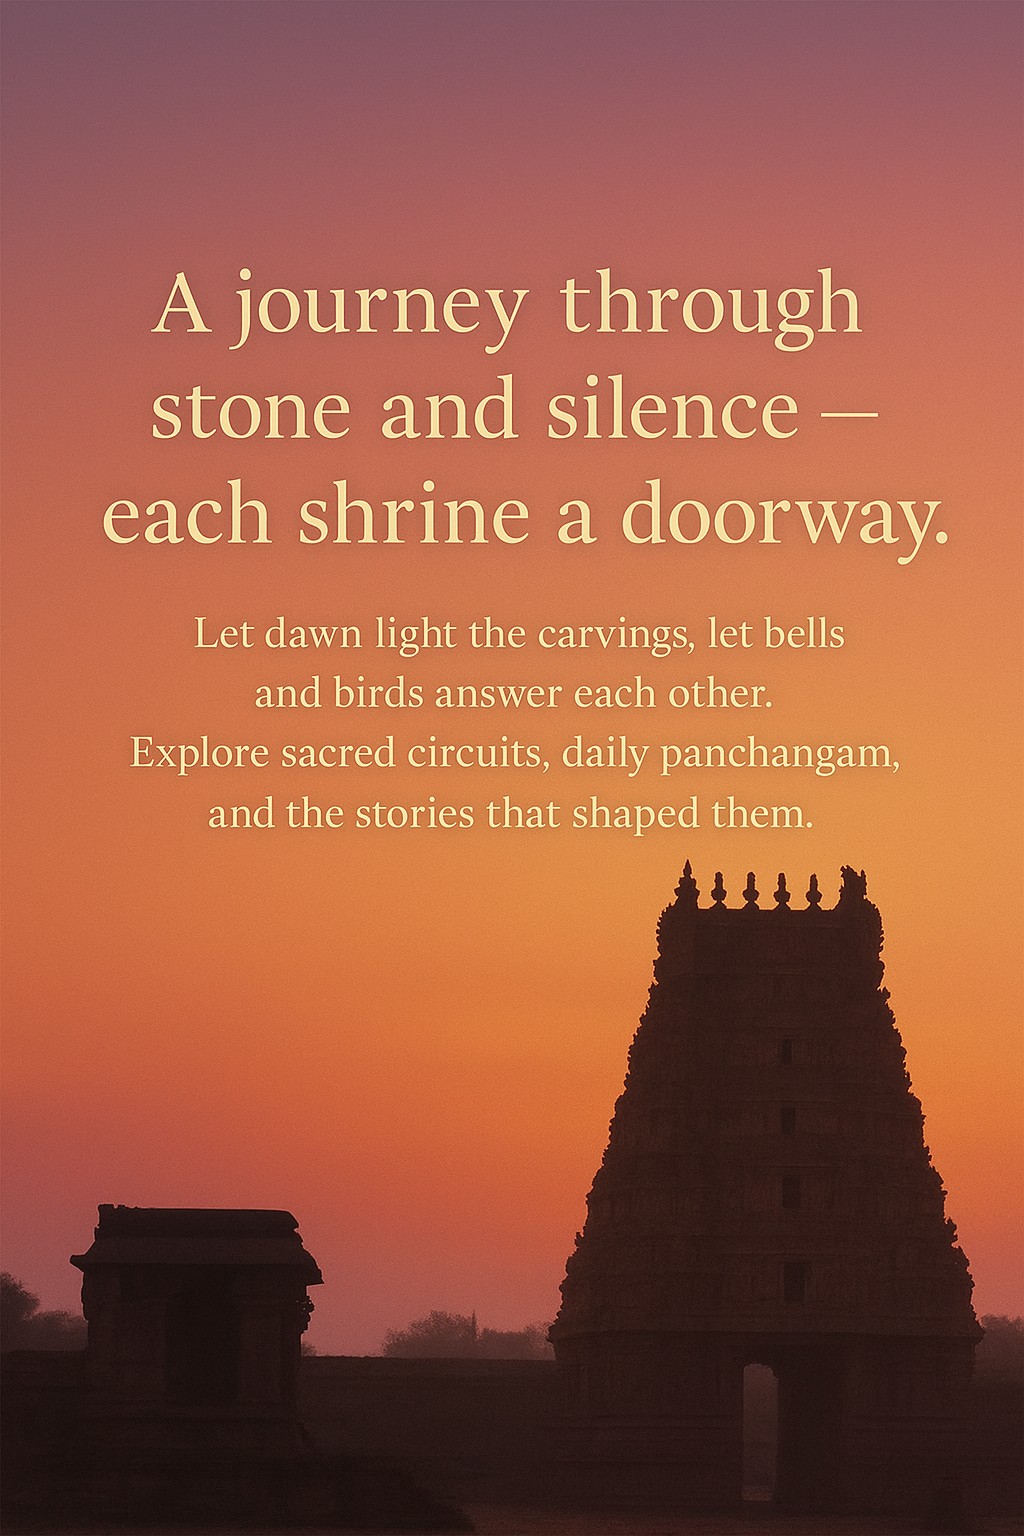 A journey through
stone and silence —
each shrine a doorway.
Let dawn light the carvings, let bells
and birds answer each other.
Explore sacred circuits, daily panchangam,
and the stories that shaped them.